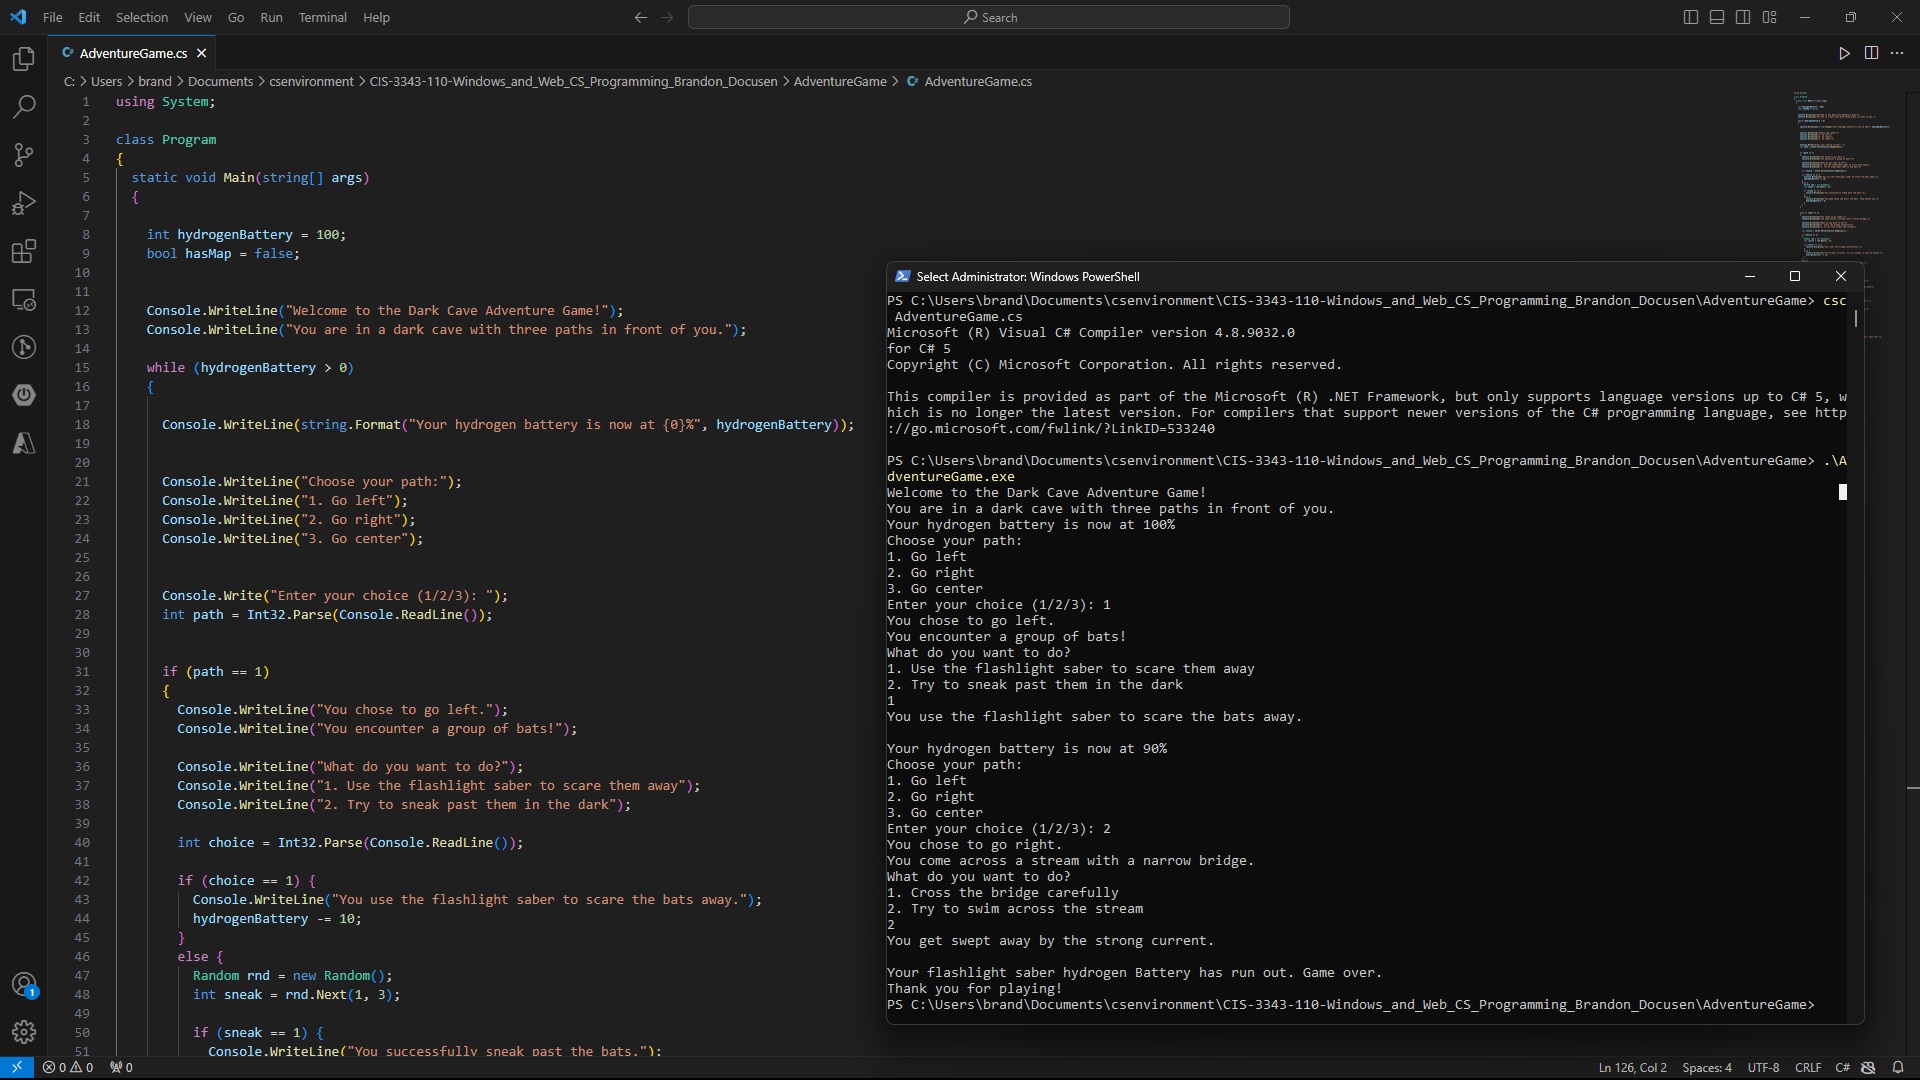 File Edit Selection View Go Run Terminal Help
Search
AdventureGame.cs
C: > Users > brand > Documents > csenvironment > CIS-3343-110-Windows_and_Web_CS_Programming_Brandon_Docusen > AdventureGame > AdventureGame.cs
1 using System;
2
3 class Program
4 {
5 static void Main(string[] args)
6 {
7
8 int hydrogenBattery = 100;
9 bool hasMap = false;
10
11
12 Console.WriteLine("Welcome to the Dark Cave Adventure Game!");
13 Console.WriteLine("You are in a dark cave with three paths in front of you.");
14
15 while (hydrogenBattery > 0)
16 {
17
18 Console.WriteLine(string.Format("Your hydrogen battery is now at {0}%", hydrogenBattery));
19
20
21 Console.WriteLine("Choose your path:");
22 Console.WriteLine("1. Go left");
23 Console.WriteLine("2. Go right");
24 Console.WriteLine("3. Go center");
25
26
27 Console.Write("Enter your choice (1/2/3): ");
28 int path = Int32.Parse(Console.ReadLine());
29
30
31 if (path == 1)
32 {
33 Console.WriteLine("You chose to go left.");
34 Console.WriteLine("You encounter a group of bats!");
35
36 Console.WriteLine("What do you want to do?");
37 Console.WriteLine("1. Use the flashlight saber to scare them away");
38 Console.WriteLine("2. Try to sneak past them in the dark");
39
40 int choice = Int32.Parse(Console.ReadLine());
41
42 if (choice == 1) {
43 Console.WriteLine("You use the flashlight saber to scare the bats away.");
44 hydrogenBattery -= 10;
45 }
46 else {
47 Random rnd = new Random();
48 int sneak = rnd.Next(1, 3);
49
50 if (sneak == 1) {
51 Console.WriteLine("You successfully sneak past the bats.");
Select Administrator: Windows PowerShell
PS C:\Users\brand\Documents\csenvironment\CIS-3343-110-Windows_and_Web_CS_Programming_Brandon_Docusen\AdventureGame> csc
AdventureGame.cs
Microsoft (R) Visual C# Compiler version 4.8.9032.0
for C# 5
Copyright (C) Microsoft Corporation. All rights reserved.
This compiler is provided as part of the Microsoft (R) .NET Framework, but only supports language versions up to C# 5, w
hich is no longer the latest version. For compilers that support newer versions of the C# programming language, see http
://go.microsoft.com/fwlink/?LinkID=533240
PS C:\Users\brand\Documents\csenvironment\CIS-3343-110-Windows_and_Web_CS_Programming_Brandon_Docusen\AdventureGame> .\A
dventureGame.exe
Welcome to the Dark Cave Adventure Game!
You are in a dark cave with three paths in front of you.
Your hydrogen battery is now at 100%
Choose your path:
1. Go left
2. Go right
3. Go center
Enter your choice (1/2/3): 1
You chose to go left.
You encounter a group of bats!
What do you want to do?
1. Use the flashlight saber to scare them away
2. Try to sneak past them in the dark
1
You use the flashlight saber to scare the bats away.
Your hydrogen battery is now at 90%
Choose your path:
1. Go left
2. Go right
3. Go center
Enter your choice (1/2/3): 2
You chose to go right.
You come across a stream with a narrow bridge.
What do you want to do?
1. Cross the bridge carefully
2. Try to swim across the stream
2
You get swept away by the strong current.
Your flashlight saber hydrogen Battery has run out. Game over.
Thank you for playing!
PS C:\Users\brand\Documents\csenvironment\CIS-3343-110-Windows_and_Web_CS_Programming_Brandon_Docusen\AdventureGame>
1
0 0 0 Ln 126, Col 2 Spaces: 4 UTF-8 CRLF C#